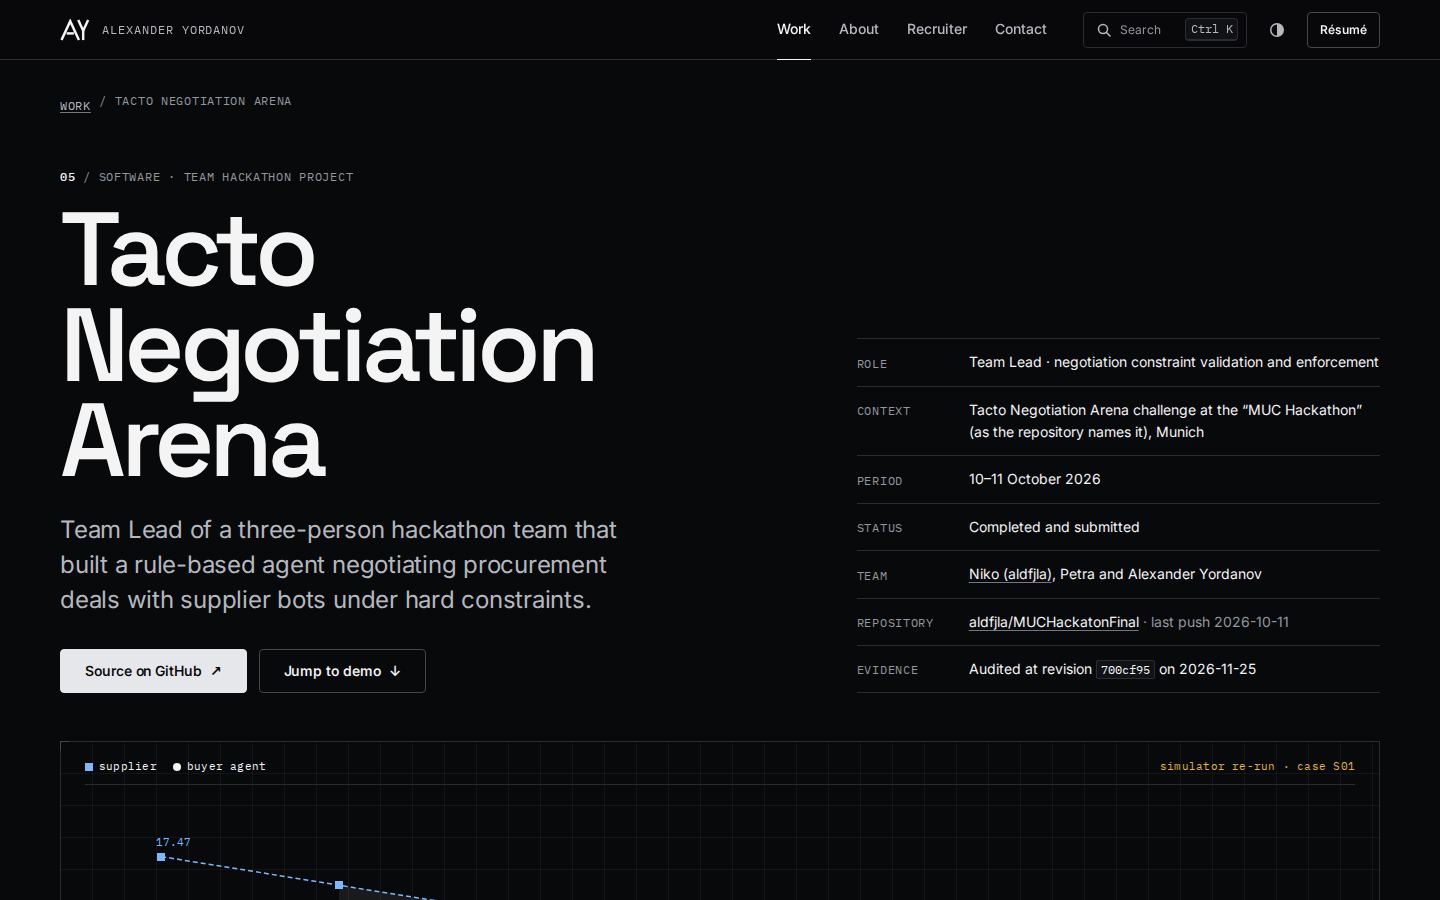 AY ALEXANDER YORDANOV
Work About Recruiter Contact Search Ctrl K Résumé
WORK / TACTO NEGOTIATION ARENA
05 / SOFTWARE · TEAM HACKATHON PROJECT
Tacto
Negotiation
Arena
Team Lead of a three-person hackathon team that
built a rule-based agent negotiating procurement
deals with supplier bots under hard constraints.
Source on GitHub ↗ Jump to demo ↓
ROLE Team Lead · negotiation constraint validation and enforcement
CONTEXT Tacto Negotiation Arena challenge at the “MUC Hackathon”
(as the repository names it), Munich
PERIOD 10–11 October 2026
STATUS Completed and submitted
TEAM Niko (aldfjla), Petra and Alexander Yordanov
REPOSITORY aldfjla/MUCHackatonFinal · last push 2026-10-11
EVIDENCE Audited at revision 700cf95 on 2026-11-25
supplier buyer agent simulator re-run · case S01
17.47